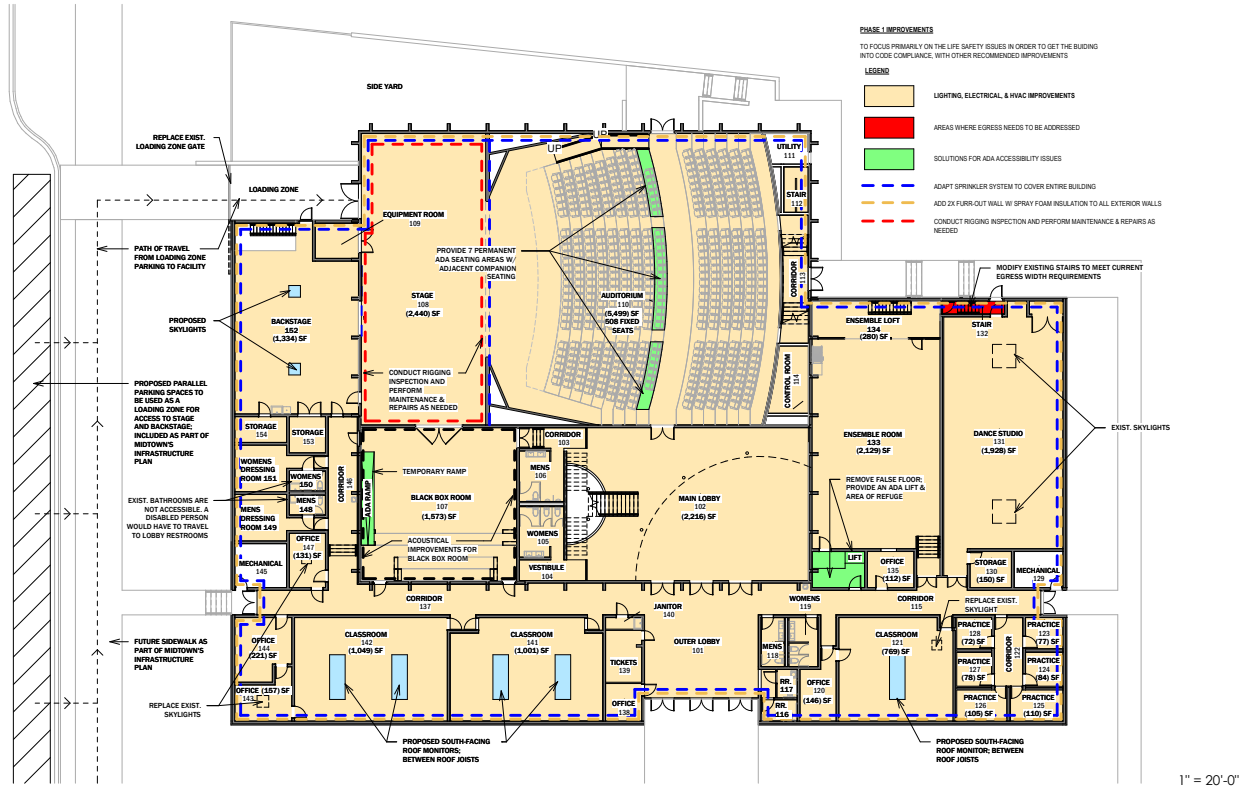 PHASE 1 IMPROVEMENTS
TO FOCUS PRIMARILY ON THE LIFE SAFETY ISSUES IN ORDER TO GET THE BUIDING
INTO CODE COMPLIANCE, WITH OTHER RECOMMENDED IMPROVEMENTS
LEGEND
LIGHTING, ELECTRICAL, & HVAC IMPROVEMENTS
AREAS WHERE EGRESS NEEDS TO BE ADDRESSED
SOLUTIONS FOR ADA ACCESSIBILITY ISSUES
ADAPT SPRINKLER SYSTEM TO COVER ENTIRE BUILDING
ADD 2X FURR-OUT WALL W/ SPRAY FOAM INSULATION TO ALL EXTERIOR WALLS
CONDUCT RIGGING INSPECTION AND PERFORM MAINTENANCE & REPAIRS AS
NEEDED
SIDE YARD
REPLACE EXIST.
LOADING ZONE GATE
LOADING ZONE
UP
UP
UTILITY
111
STAIR
112
EQUIPMENT ROOM
109
PATH OF TRAVEL
FROM LOADING ZONE
PARKING TO FACILITY
PROVIDE 7 PERMANENT
ADA SEATING AREAS W/
ADJACENT COMPANION
SEATING
CORRIDOR
113
MODIFY EXISTING STAIRS TO MEET CURRENT
EGRESS WIDTH REQUIREMENTS
STAGE
108
(2,440) SF
AUDITORIUM
110
(5,499) SF
508 FIXED
SEATS
PROPOSED
SKYLIGHTS
BACKSTAGE
152
(1,334) SF
ENSEMBLE LOFT
134
(280) SF
STAIR
132
CONTROL ROOM
114
CONDUCT RIGGING
INSPECTION AND
PERFORM
MAINTENANCE &
REPAIRS AS NEEDED
PROPOSED PARALLEL
PARKING SPACES TO
BE USED AS A
LOADING ZONE FOR
ACCESS TO STAGE
AND BACKSTAGE;
INCLUDED AS PART OF
MIDTOWN'S
INFRASTRUCTURE
PLAN
STORAGE
154
STORAGE
153
CORRIDOR
103
ENSEMBLE ROOM
133
(2,129) SF
DANCE STUDIO
131
(1,928) SF
EXIST. SKYLIGHTS
WOMENS
DRESSING
ROOM 151
WOMENS
150
CORRIDOR
146
TEMPORARY RAMP
ADA RAMP
MENS
106
BLACK BOX ROOM
107
(1,573) SF
MAIN LOBBY
102
(2,216) SF
REMOVE FALSE FLOOR;
PROVIDE AN ADA LIFT &
AREA OF REFUGE
EXIST. BATHROOMS ARE
NOT ACCESSIBLE. A
DISABLED PERSON
WOULD HAVE TO TRAVEL
TO LOBBY RESTROOMS
MENS
148
MENS
DRESSING
ROOM 149
OFFICE
147
(131) SF
WOMENS
105
ACOUSTICAL
IMPROVEMENTS FOR
BLACK BOX ROOM
LIFT
OFFICE
135
(112) SF
STORAGE
130
(150) SF
MECHANICAL
129
MECHANICAL
145
VESTIBULE
104
CORRIDOR
137
JANITOR
140
WOMENS
119
CORRIDOR
115
REPLACE EXIST.
SKYLIGHT
FUTURE SIDEWALK AS
PART OF MIDTOWN'S
INFRASTRUCTURE
PLAN
OFFICE
144
(221) SF
CLASSROOM
142
(1,049) SF
CLASSROOM
141
(1,001) SF
OUTER LOBBY
101
MENS
118
CLASSROOM
121
(769) SF
PRACTICE
128
(72) SF
CORRIDOR
122
PRACTICE
123
(77) SF
TICKETS
139
PRACTICE
127
(78) SF
PRACTICE
124
(84) SF
OFFICE (157) SF
143
RR.
117
OFFICE
120
(146) SF
REPLACE EXIST.
SKYLIGHTS
OFFICE
138
RR.
116
PRACTICE
126
(105) SF
PRACTICE
125
(110) SF
PROPOSED SOUTH-FACING
ROOF MONITORS;
BETWEEN ROOF JOISTS
PROPOSED SOUTH-FACING
ROOF MONITOR; BETWEEN
ROOF JOISTS
1" = 20'-0"